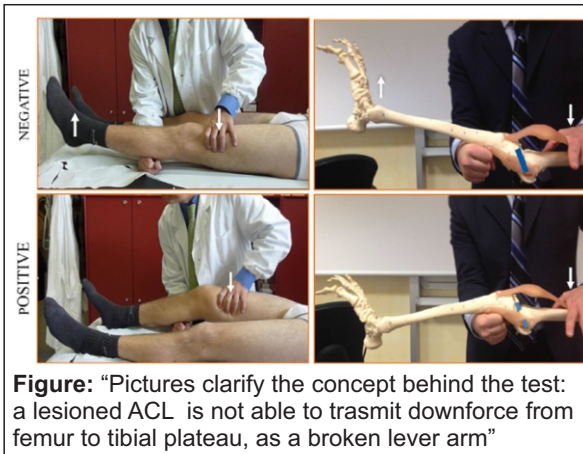 NEGATIVE
POSITIVE
Figure: “Pictures clarify the concept behind the test:
a lesioned ACL is not able to trasmit downforce from
femur to tibial plateau, as a broken lever arm”